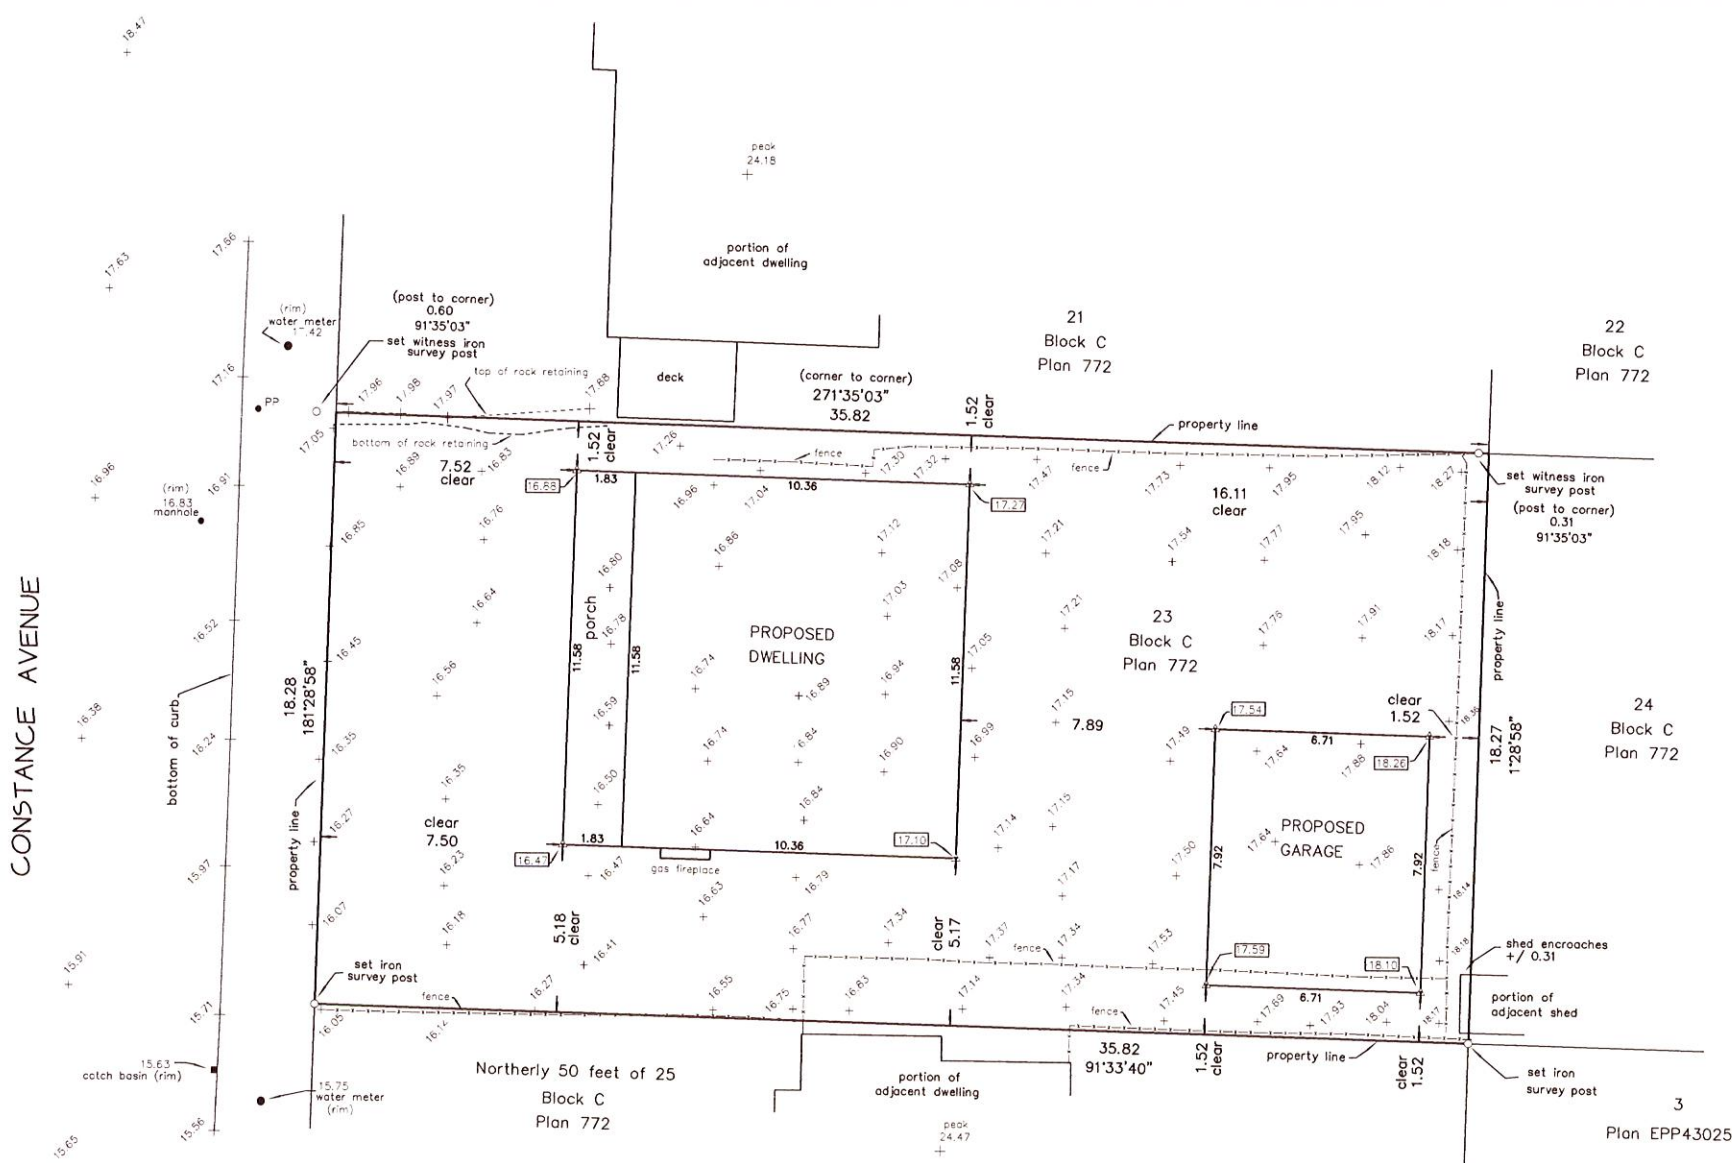 18.47
peak
24.18
portion of
adjacent dwelling
17.66
17.63
(rim)
water meter
(post to corner)
0.60
91°35'03"
set witness iron
survey post
top of rock retaining
17.88
deck
(corner to corner)
271°35'03"
35.82
21
Block C
Plan 772
22
Block C
Plan 772
17.16
PP
17.96
17.98
17.97
17.05
bottom of rock retaining
1.52
clear
1.52
clear
property line
17.26
fence
17.30
17.32
fence
17.47
17.73
17.95
18.12
18.27
16.96
(rim)
16.83
manhole
16.91
16.89
7.52
clear
16.83
16.88
1.83
16.96
17.04
10.36
17.27
16.11
clear
set witness iron
survey post
(post to corner)
0.31
91°35'03"
16.85
16.76
16.86
17.12
17.21
17.54
17.77
17.95
18.18
16.80
17.03
17.08
CONSTANCE AVENUE
16.52
16.64
porch
16.78
PROPOSED
DWELLING
17.21
23
Block C
Plan 772
17.76
17.91
18.17
property line
16.45
18.28
181°28'58"
16.56
11.58
11.58
16.74
16.89
16.94
17.05
11.58
17.15
7.89
clear
1.52
24
Block C
Plan 772
16.38
bottom of curb
16.24
16.35
16.59
16.74
16.90
16.99
17.49
17.54
6.71
17.64
17.88
18.26
18.36
18.27
1°28'58"
16.35
16.50
16.84
17.15
17.14
property line
16.27
clear
7.50
16.64
1.83
10.36
17.10
PROPOSED
GARAGE
17.64
17.86
7.92
7.92
fence
15.97
16.23
16.47
16.47
gas fireplace
16.79
17.17
17.50
18.14
16.07
16.18
5.18
clear
16.63
16.77
17.34
clear
5.17
17.37
fence
17.34
17.53
17.59
18.10
18.18
shed encroaches
+/ 0.31
15.91
set iron
survey post
fence
16.41
16.27
16.55
16.75
16.83
17.14
17.34
17.45
6.71
17.69
17.93
18.04
18.17
portion of
adjacent shed
15.71
16.05
16.14
fence
35.82
91°33'40"
1.52
clear
property line
clear
1.52
set iron
survey post
15.63
catch basin (rim)
15.75
water meter
(rim)
Northerly 50 feet of 25
Block C
Plan 772
portion of
adjacent dwelling
peak
24.47
15.56
15.65
3
Plan EPP43025